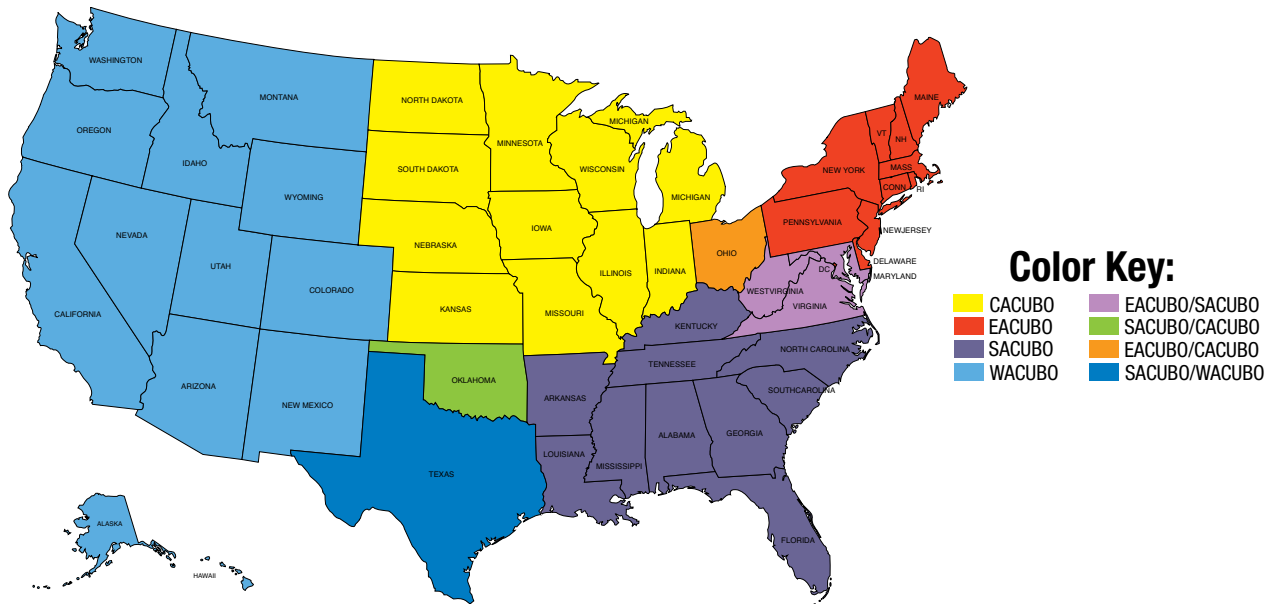 WASHINGTON
MONTANA
NORTH DAKOTA
MICHIGAN
MAINE
OREGON
IDAHO
MINNESOTA
VT
NH
SOUTH DAKOTA
WISCONSIN
NEW YORK
MASS
WYOMING
MICHIGAN
CONN
RI
NEVADA
NEBRASKA
IOWA
PENNSYLVANIA
NEWJERSEY
UTAH
COLORADO
ILLINOIS
INDIANA
OHIO
DC
DELAWARE
MARYLAND
CALIFORNIA
KANSAS
MISSOURI
WESTVIRGINIA
VIRGINIA
KENTUCKY
ARIZONA
NEW MEXICO
OKLAHOMA
TENNESSEE
NORTH CAROLINA
ARKANSAS
SOUTHCAROLINA
TEXAS
LOUISIANA
MISSISSIPPI
ALABAMA
GEORGIA
FLORIDA
ALASKA
HAWAII
Color Key:
CACUBO
EACUBO
SACUBO
WACUBO
EACUBO/SACUBO
SACUBO/CACUBO
EACUBO/CACUBO
SACUBO/WACUBO